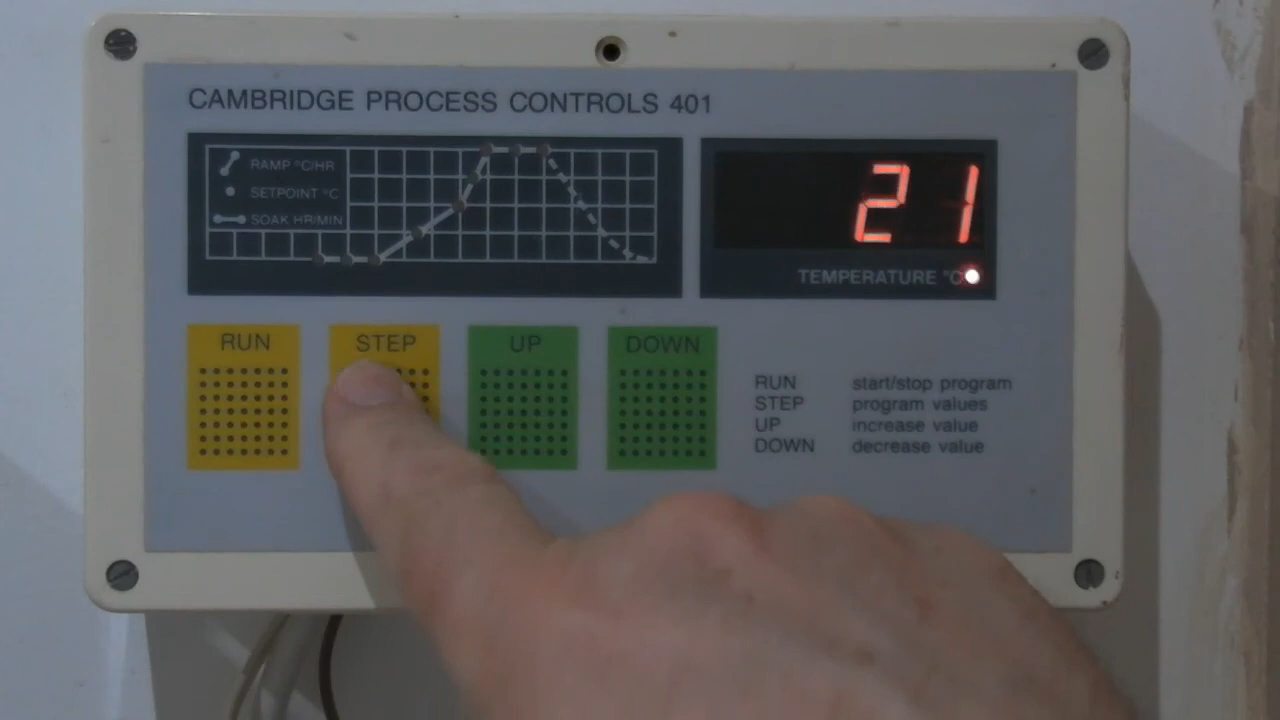 CAMBRIDGE PROCESS CONTROLS 401
RAMP °C/HR
SETPOINT °C
SOAK HR/MIN
21
TEMPERATURE °C
RUN
STEP
UP
DOWN
RUN start/stop program
STEP program values
UP increase value
DOWN decrease value